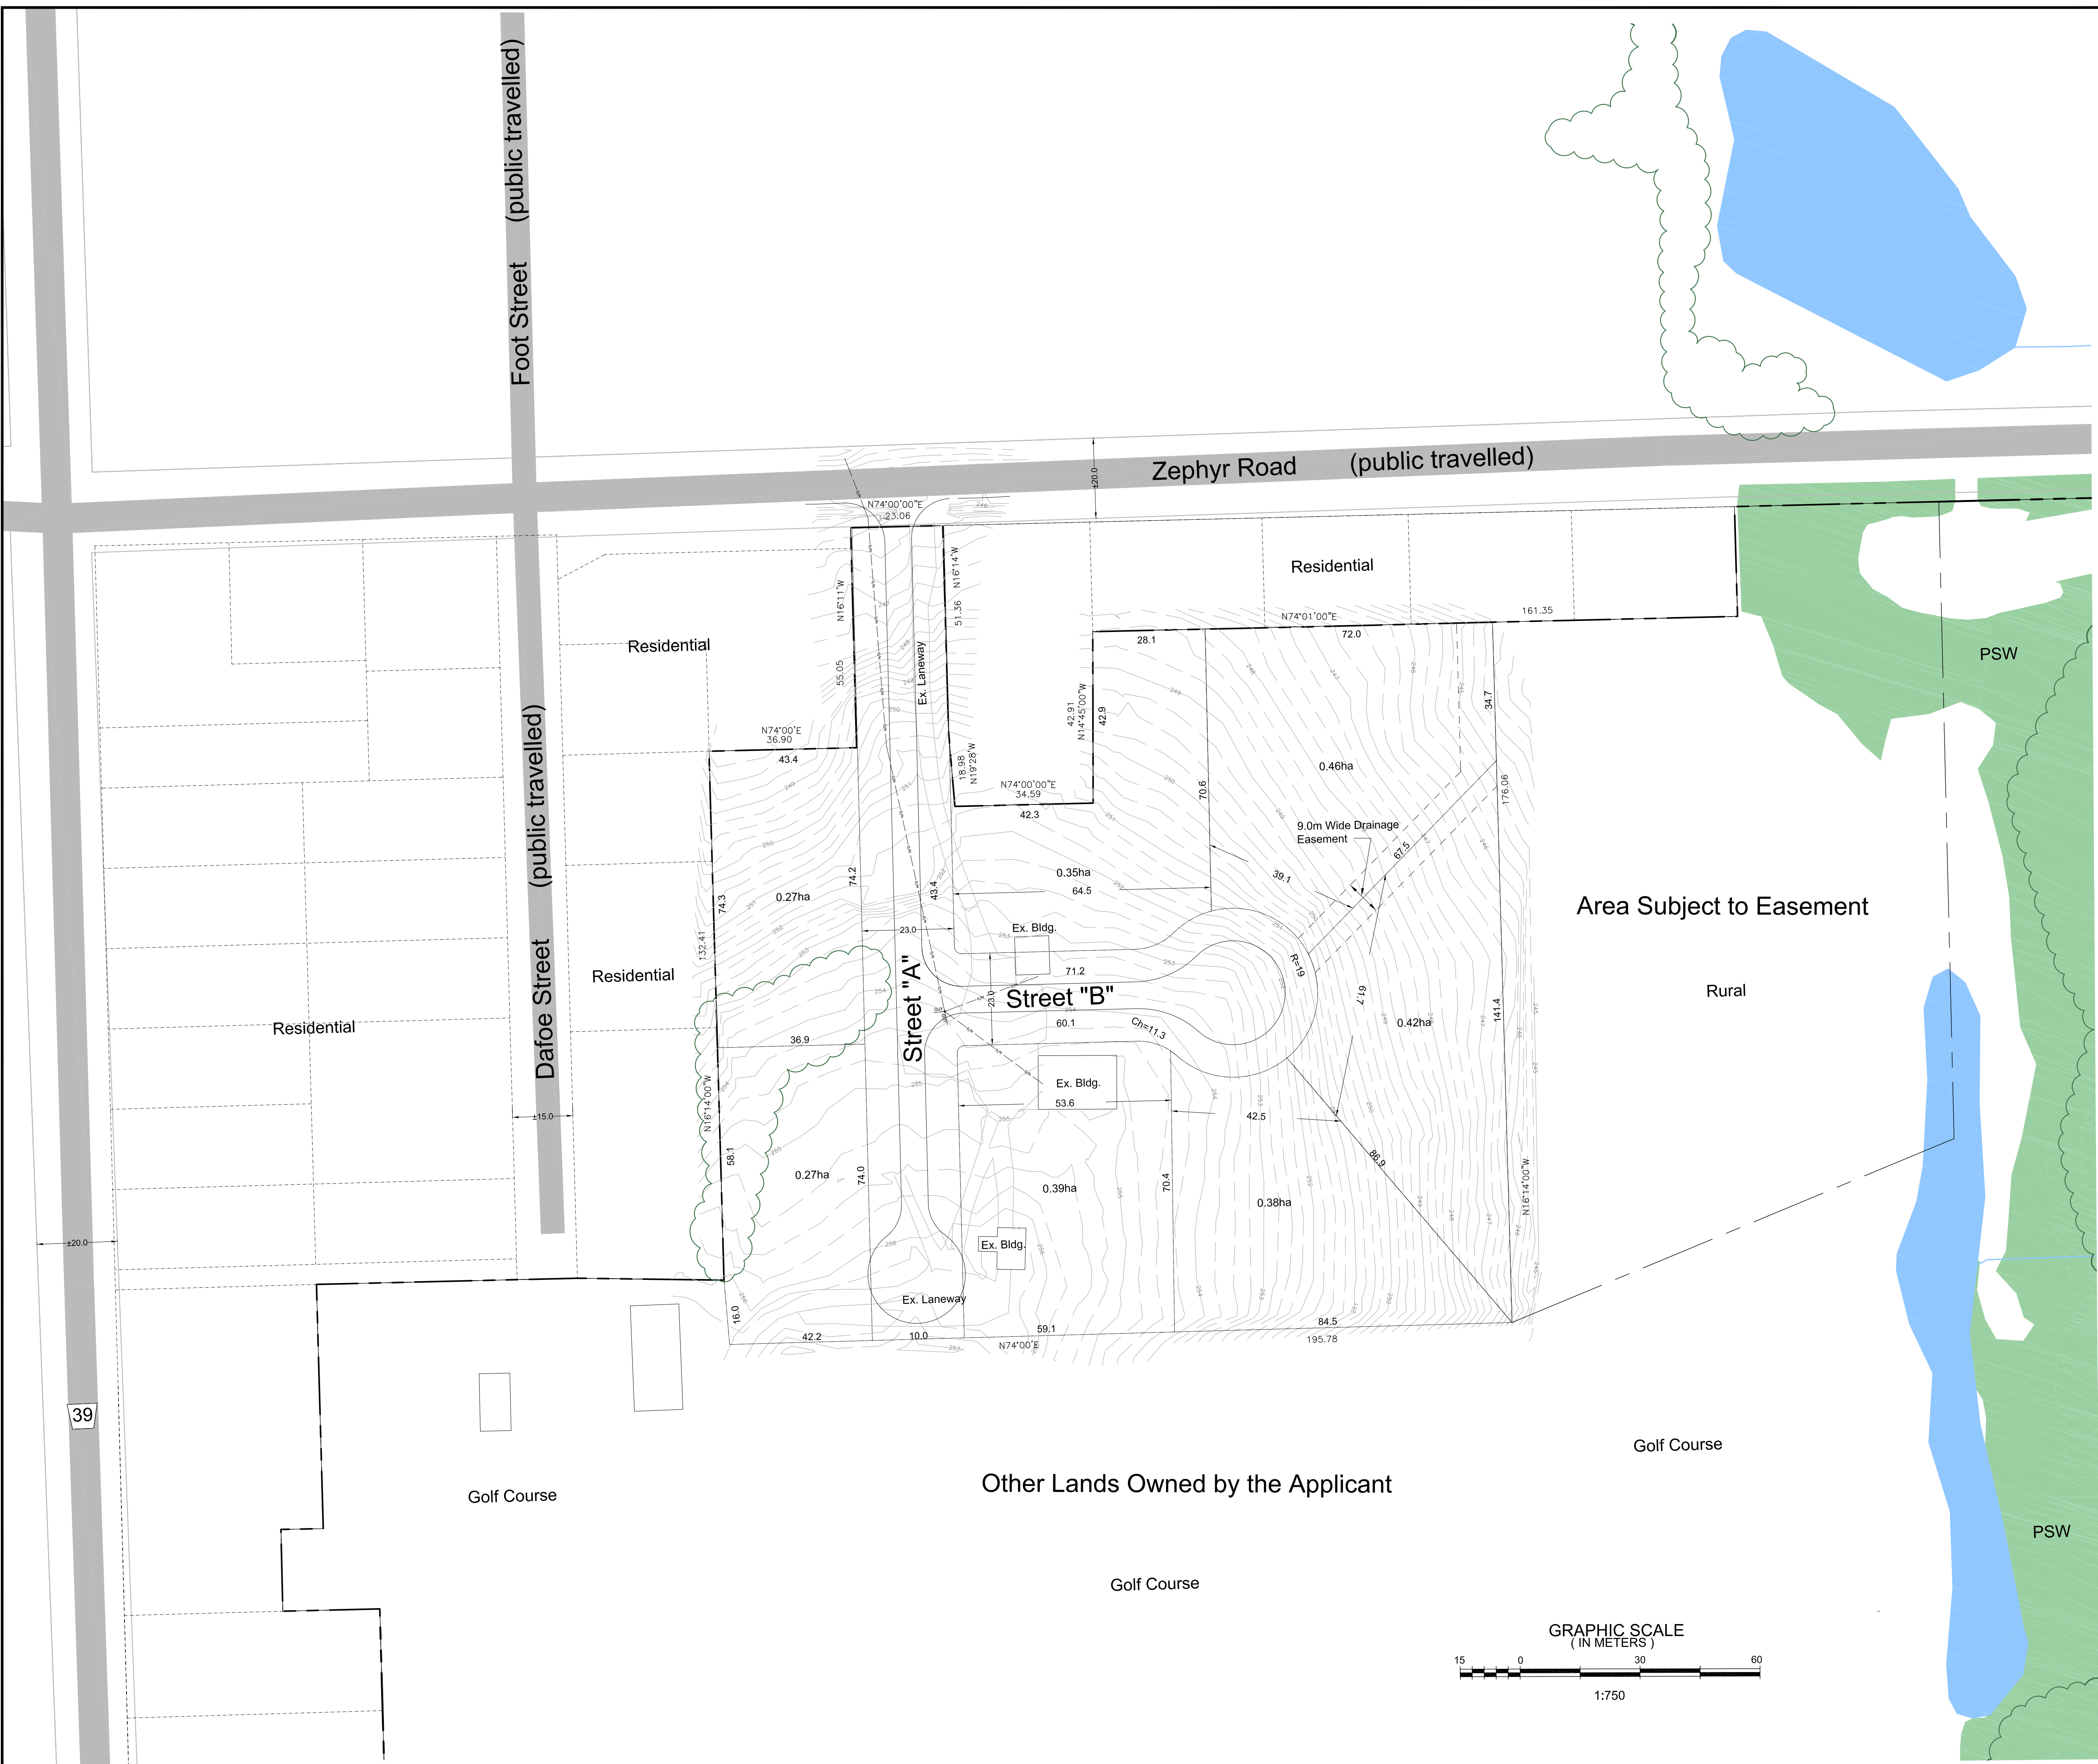 Foot Street (public travelled)
Zephyr Road (public travelled)
±20.0
N74°00'00"E
23.06
248
N16°11'W
55.05
51.36 N16°14'W
247
248
249
250
Ex. Laneway
Residential
Residential
N74°01'00"E
161.35
28.1
72.0
PSW
N74°00'E
36.90
43.4
18.98
N19°28'W
42.91
N14°45'00"W
42.9
N74°00'00"E
34.59
42.3
70.6
34.7
176.06
0.46ha
9.0m Wide Drainage
Easement
67.5
39.1
Dafoe Street (public travelled)
74.3
132.41
74.2
43.4
0.27ha
0.35ha
64.5
Area Subject to Easement
Rural
23.0
Ex. Bldg.
71.2
Street "A"
Street "B"
23.0
60.1
Ch=11.3
R=19
61.7
0.42ha
141.4
Residential
Residential
36.9
Ex. Bldg.
53.6
42.5
±15.0
N16°14'00"W
58.1
0.27ha
74.0
0.39ha
70.4
0.38ha
86.9
N16°14'00"W
±20.0
Ex. Bldg.
Ex. Laneway
16.0
42.2
10.0
59.1
84.5
N74°00'E
195.78
39
Golf Course
Other Lands Owned by the Applicant
Golf Course
PSW
Golf Course
GRAPHIC SCALE
( IN METERS )
15 0 30 60
1:750